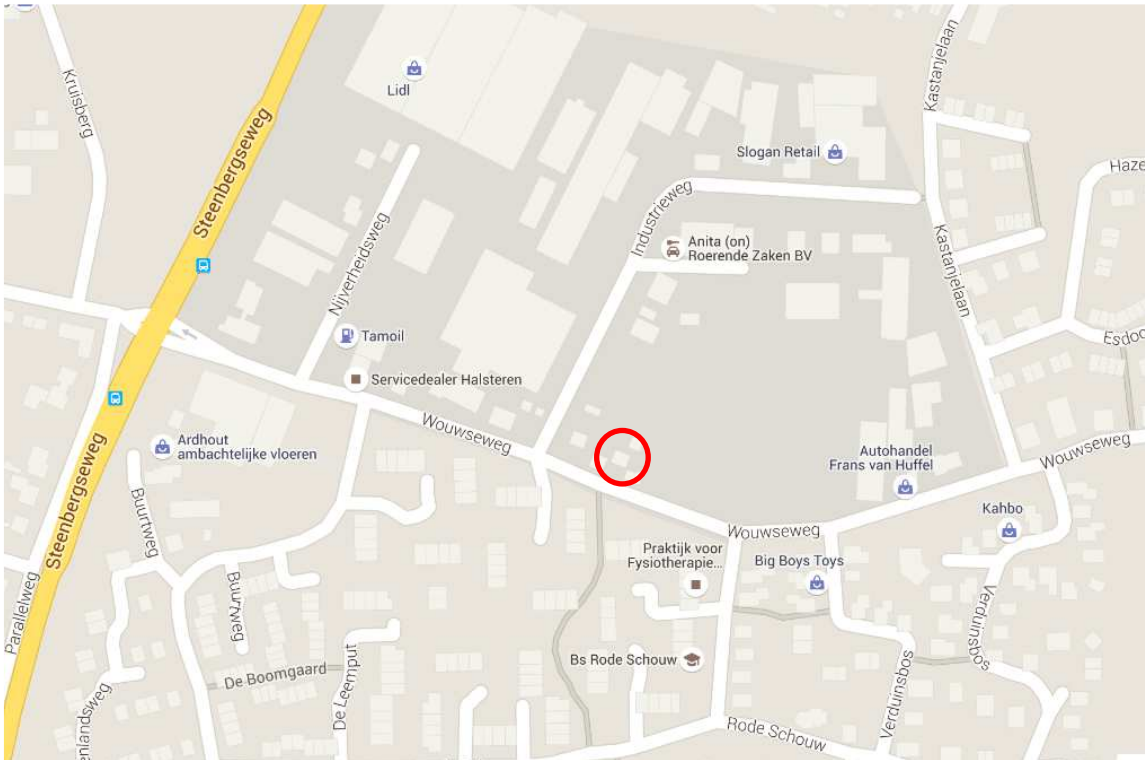 Kruisberg
Steenbergseweg
Lidl
Nijverheidsweg
Tamoil
Servicedealer Halsteren
Industrieweg
Slogan Retail
Anita (on)
Roerende Zaken BV
Kastanjelaan
Kastanjelaan
Haze
Esdoo
Wouwseweg
Wouwseweg
Wouwseweg
Autohandel
Frans van Huffel
Kahbo
Ardhout
ambachtelijke vloeren
Steenbergseweg
Parallelweg
Buurtweg
Buurtweg
De Boomgaard
De Leemput
enlandsweg
Praktijk voor
Fysiotherapie...
Big Boys Toys
Bs Rode Schouw
Rode Schouw
Verduinsbos
Verduinsbos